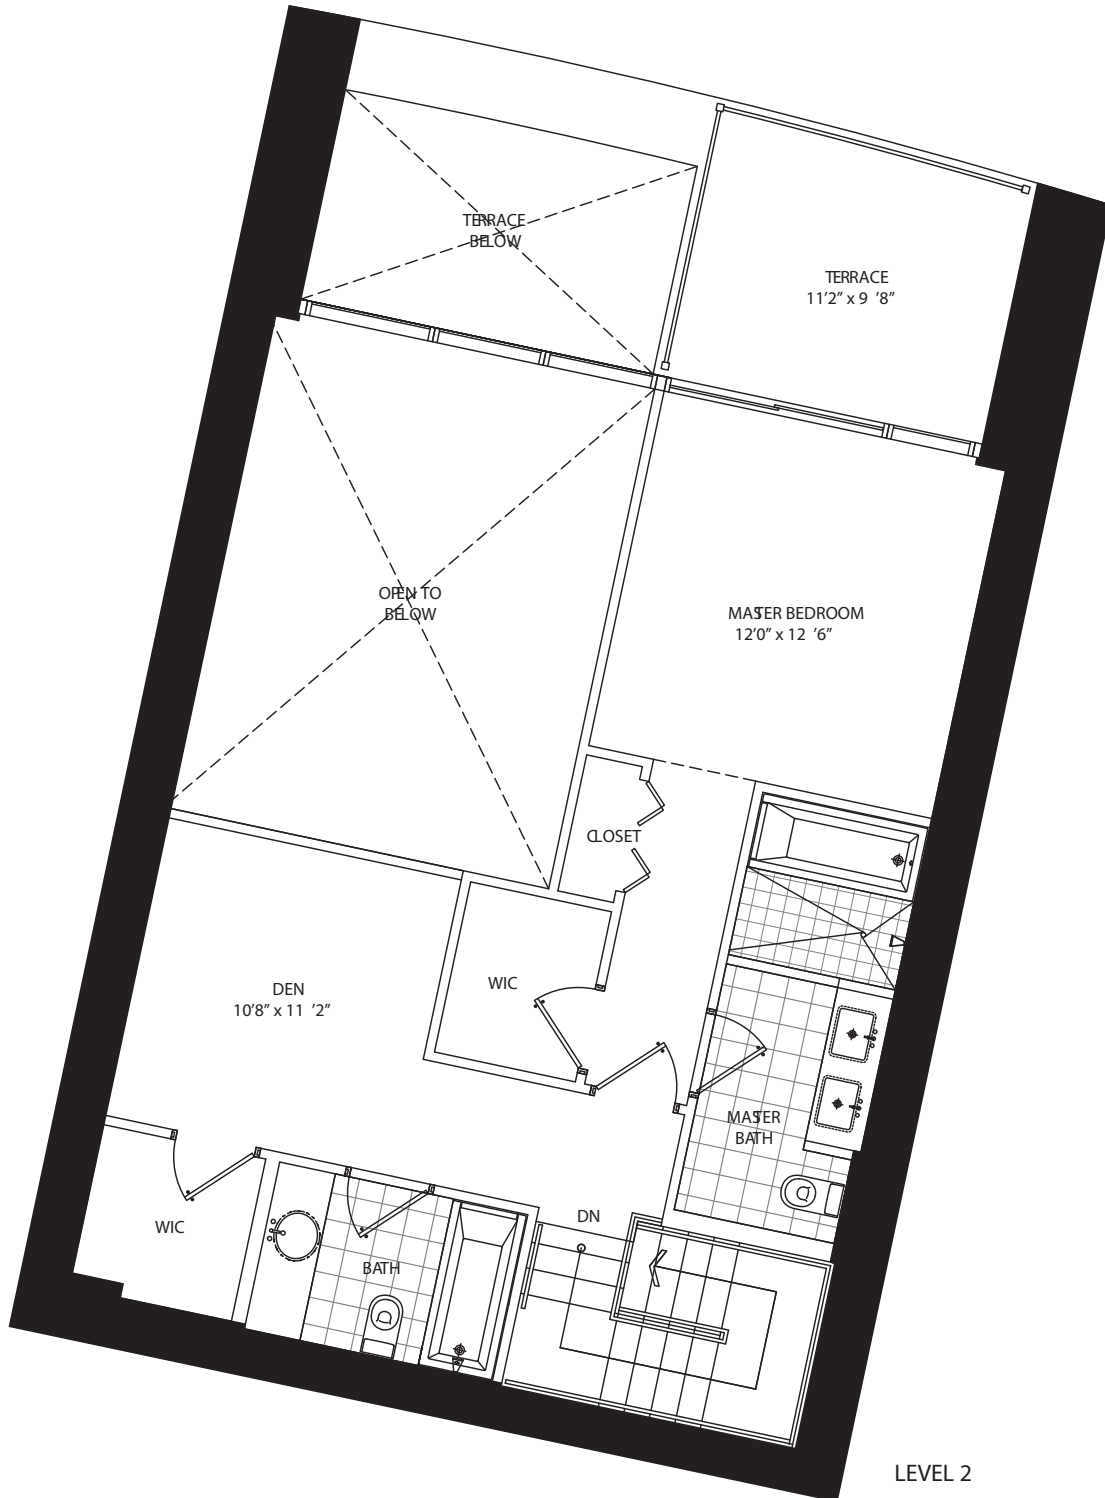 TERRACE
BELOW
TERRACE
11'2" x 9 '8"
OPEN TO
BELOW
MASTER BEDROOM
12'0" x 12 '6"
CLOSET
WIC
DEN
10'8" x 11 '2"
MASTER
BATH
WIC
DN
BATH
LEVEL 2